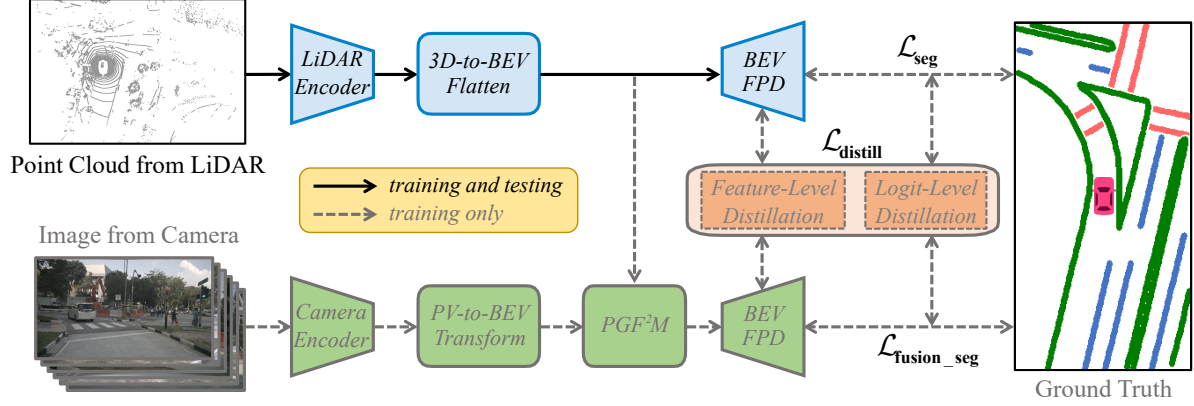 LiDAR
Encoder
3D-to-BEV
Flatten
BEV
FPD
ℒseg
Point Cloud from LiDAR
ℒdistill
training and testing
training only
Feature-Level
Distillation
Logit-Level
Distillation
Image from Camera
Camera
Encoder
PV-to-BEV
Transform
PGF²M
BEV
FPD
ℒfusion_seg
Ground Truth